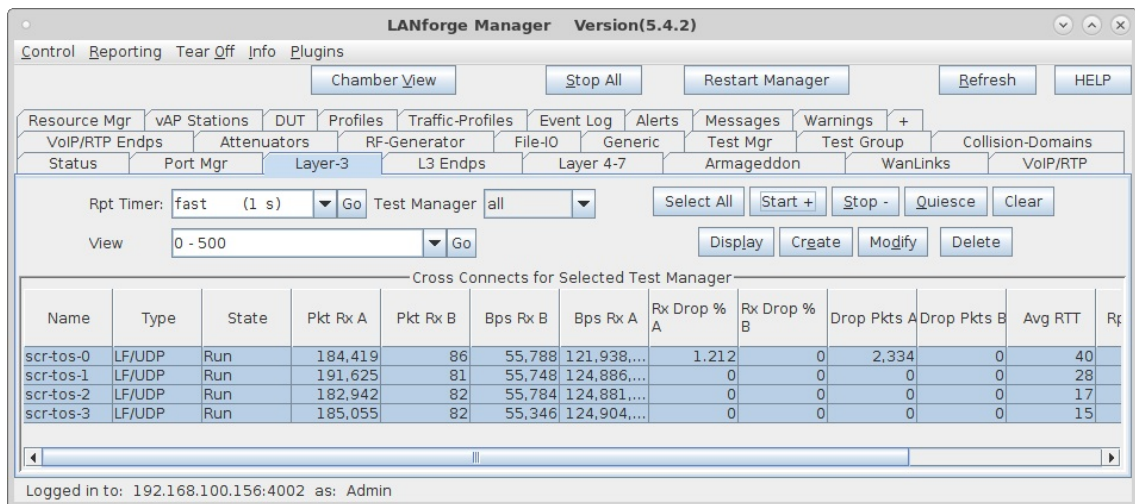 LANforge Manager Version(5.4.2)
Control Reporting Tear Off Info Plugins
Chamber View Stop All Restart Manager Refresh HELP
Resource Mgr vAP Stations DUT Profiles Traffic-Profiles Event Log Alerts Messages Warnings +
VoIP/RTP Endps Attenuators RF-Generator File-IO Generic Test Mgr Test Group Collision-Domains
Status Port Mgr Layer-3 L3 Endps Layer 4-7 Armageddon WanLinks VoIP/RTP
Rpt Timer: fast (1 s) Go Test Manager all Select All Start + Stop - Quiesce Clear
View 0 - 500 Go Display Create Modify Delete
Cross Connects for Selected Test Manager
Name Type State Pkt Rx A Pkt Rx B Bps Rx B Bps Rx A Rx Drop % A Rx Drop % B Drop Pkts A Drop Pkts B Avg RTT Rp
scr-tos-0 LF/UDP Run 184,419 86 55,788 121,938,... 1.212 0 2,334 0 40
scr-tos-1 LF/UDP Run 191,625 81 55,748 124,886,... 0 0 0 0 28
scr-tos-2 LF/UDP Run 182,942 82 55,784 124,881,... 0 0 0 0 17
scr-tos-3 LF/UDP Run 185,055 82 55,346 124,904,... 0 0 0 0 15
Logged in to: 192.168.100.156:4002 as: Admin